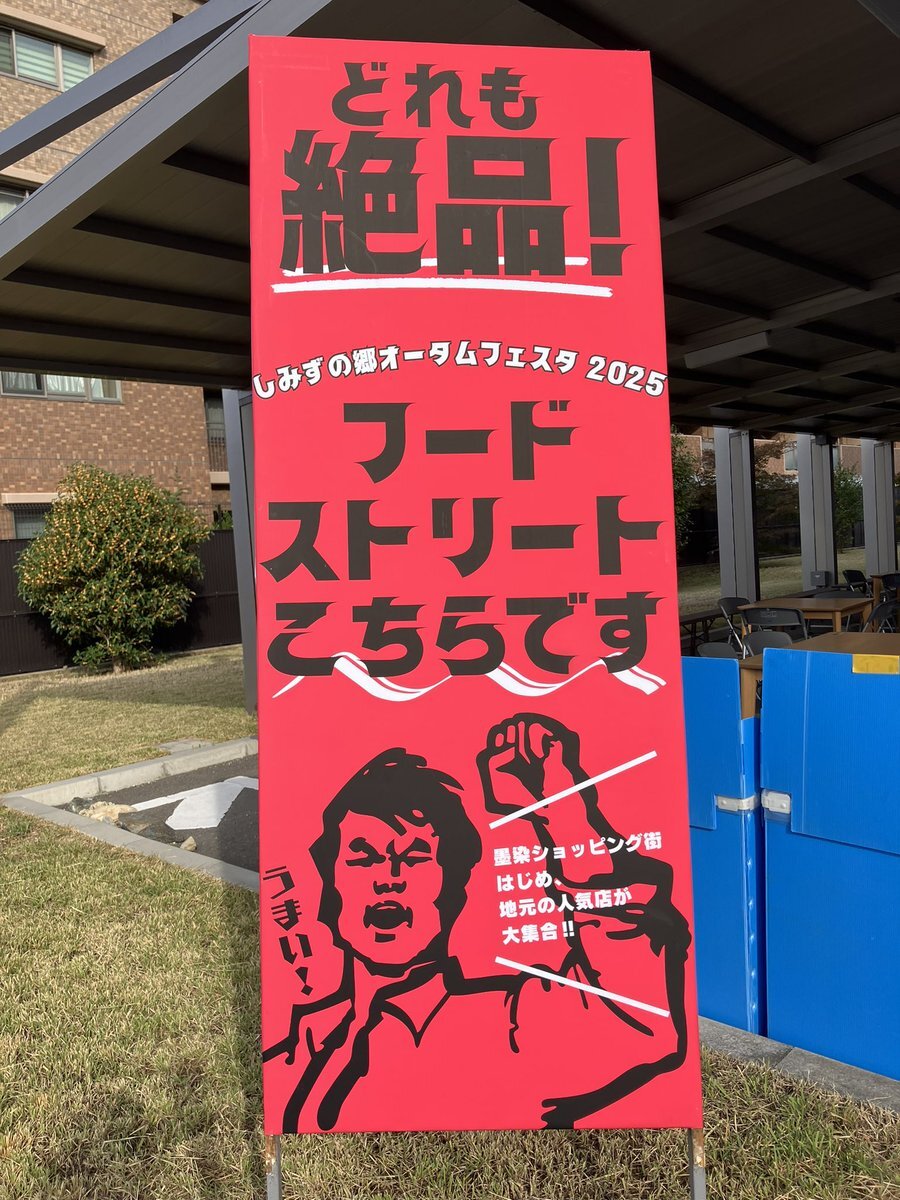 どれも
絶品!
しみずの郷オータムフェスタ 2025
フード
ストリート
こちらです
うまい!
墨染ショッピング街
はじめ、
地元の人気店が
大集合!!